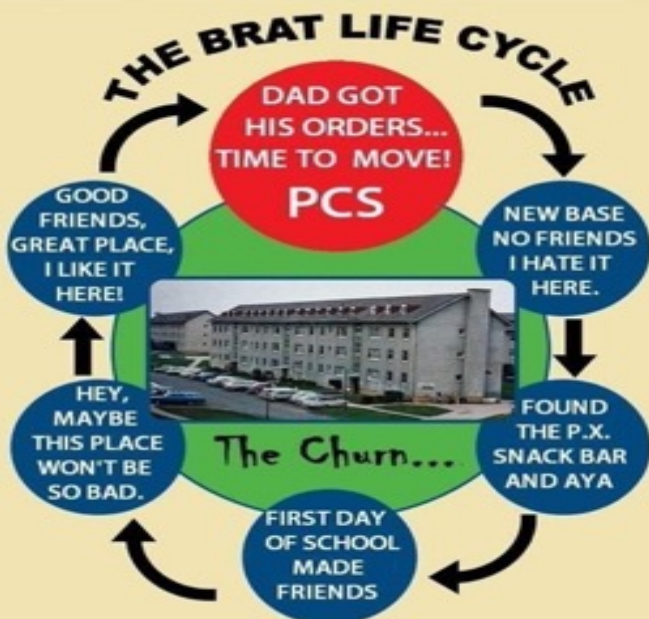 THE BRAT LIFE CYCLE
DAD GOT
HIS ORDERS...
TIME TO MOVE!
PCS
NEW BASE
NO FRIENDS
I HATE IT
HERE.
FOUND
THE P.X.
SNACK BAR
AND AYA
FIRST DAY
OF SCHOOL
MADE
FRIENDS
HEY,
MAYBE
THIS PLACE
WON'T BE
SO BAD.
GOOD
FRIENDS,
GREAT PLACE,
I LIKE IT
HERE!
The Churn...